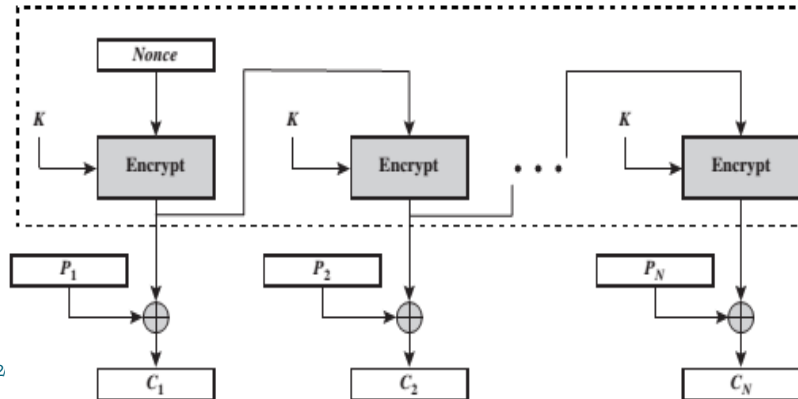 Nonce
K K K
Encrypt Encrypt • • • Encrypt
P1 P2 PN
C1 C2 CN